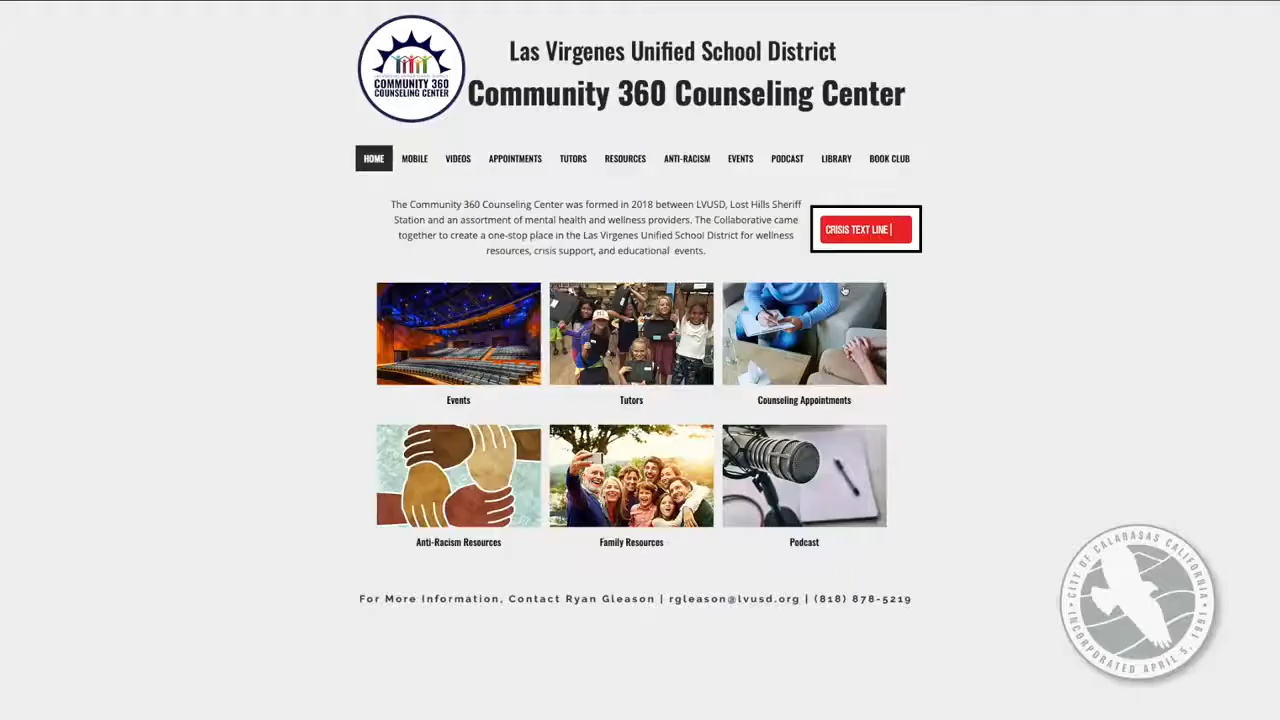 Las Virgenes Unified School District
COMMUNITY 360
COUNSELING CENTER
Community 360 Counseling Center
HOME MOBILE VIDEOS APPOINTMENTS TUTORS RESOURCES ANTI-RACISM EVENTS PODCAST LIBRARY BOOK CLUB
The Community 360 Counseling Center was formed in 2018 between LVUSD, Lost Hills Sheriff
Station and an assortment of mental health and wellness providers. The Collaborative came
together to create a one-stop place in the Las Virgenes Unified School District for wellness
resources, crisis support, and educational events.
CRISIS TEXT LINE |
Events Tutors Counseling Appointments
Anti-Racism Resources Family Resources Podcast
For More Information, Contact Ryan Gleason | rgleason@lvusd.org | (818) 878-5219
CITY OF CALABASAS CALIFORNIA
INCORPORATED APRIL 5, 1991